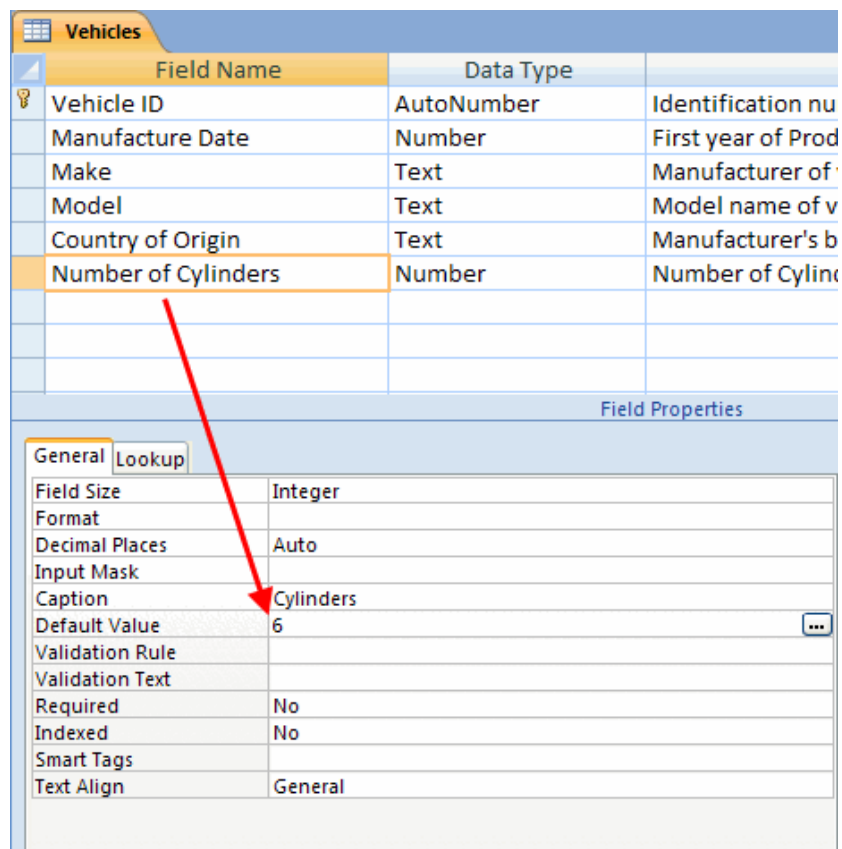 Vehicles
Field Name Data Type
Vehicle ID AutoNumber Identification nu
Manufacture Date Number First year of Prod
Make Text Manufacturer of
Model Text Model name of v
Country of Origin Text Manufacturer's b
Number of Cylinders Number Number of Cylin
Field Properties
General Lookup
Field Size Integer
Format
Decimal Places Auto
Input Mask
Caption Cylinders
Default Value 6 ...
Validation Rule
Validation Text
Required No
Indexed No
Smart Tags
Text Align General